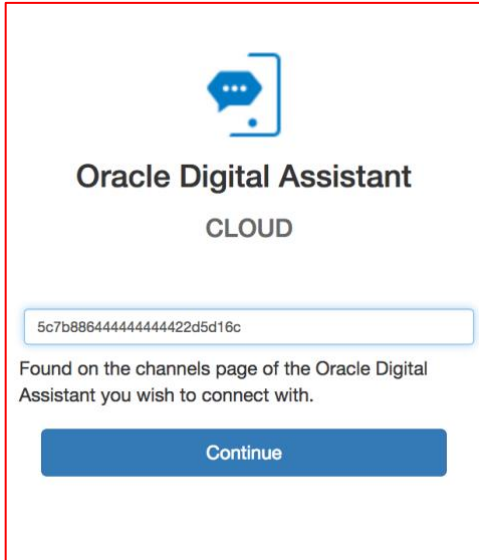 Oracle Digital Assistant
CLOUD
5c7b886444444444422d5d16c
Found on the channels page of the Oracle Digital
Assistant you wish to connect with.
Continue